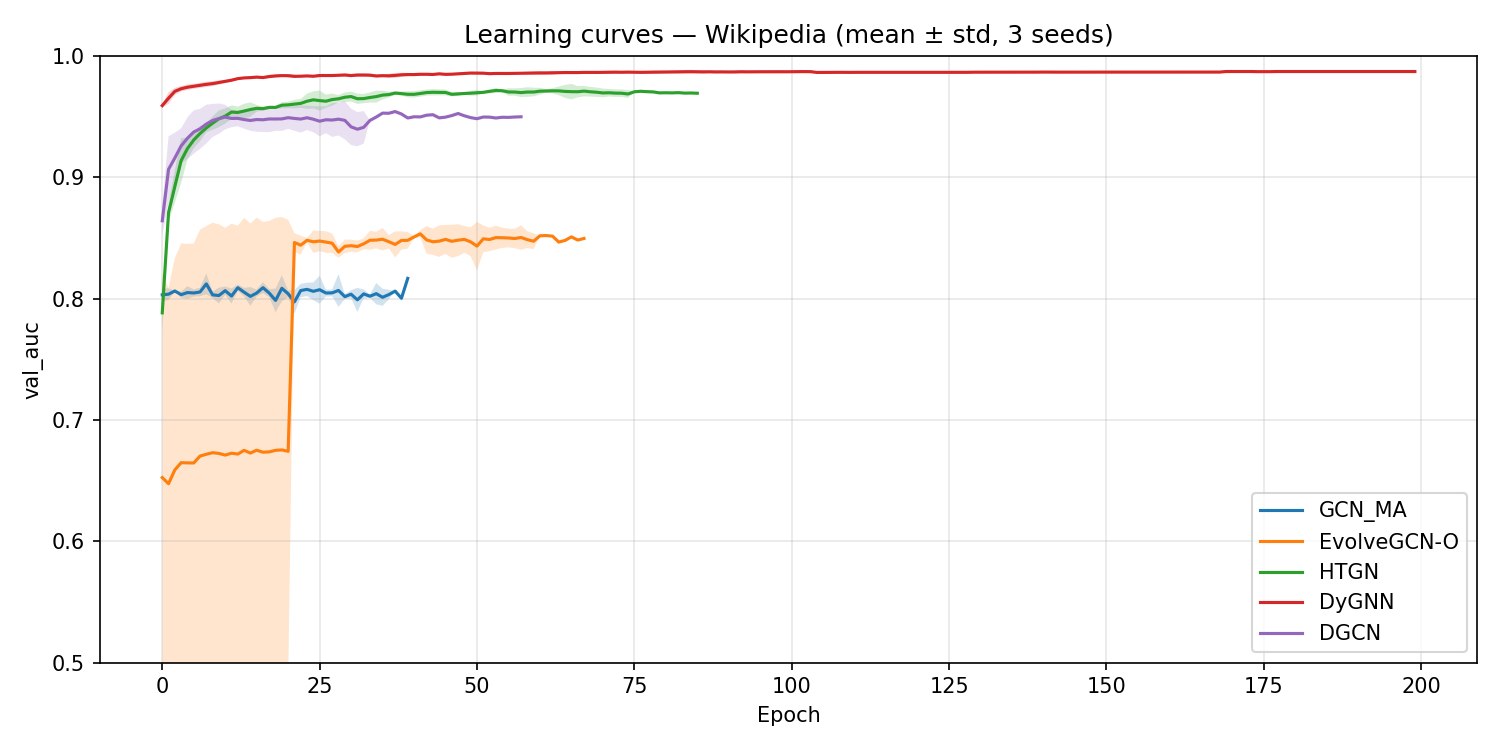 Learning curves — Wikipedia (mean ± std, 3 seeds)
1.0
0.9
0.8
0.7
0.6
0.5
val_auc
0
25
50
75
100
125
150
175
200
Epoch
GCN_MA
EvolveGCN-O
HTGN
DyGNN
DGCN